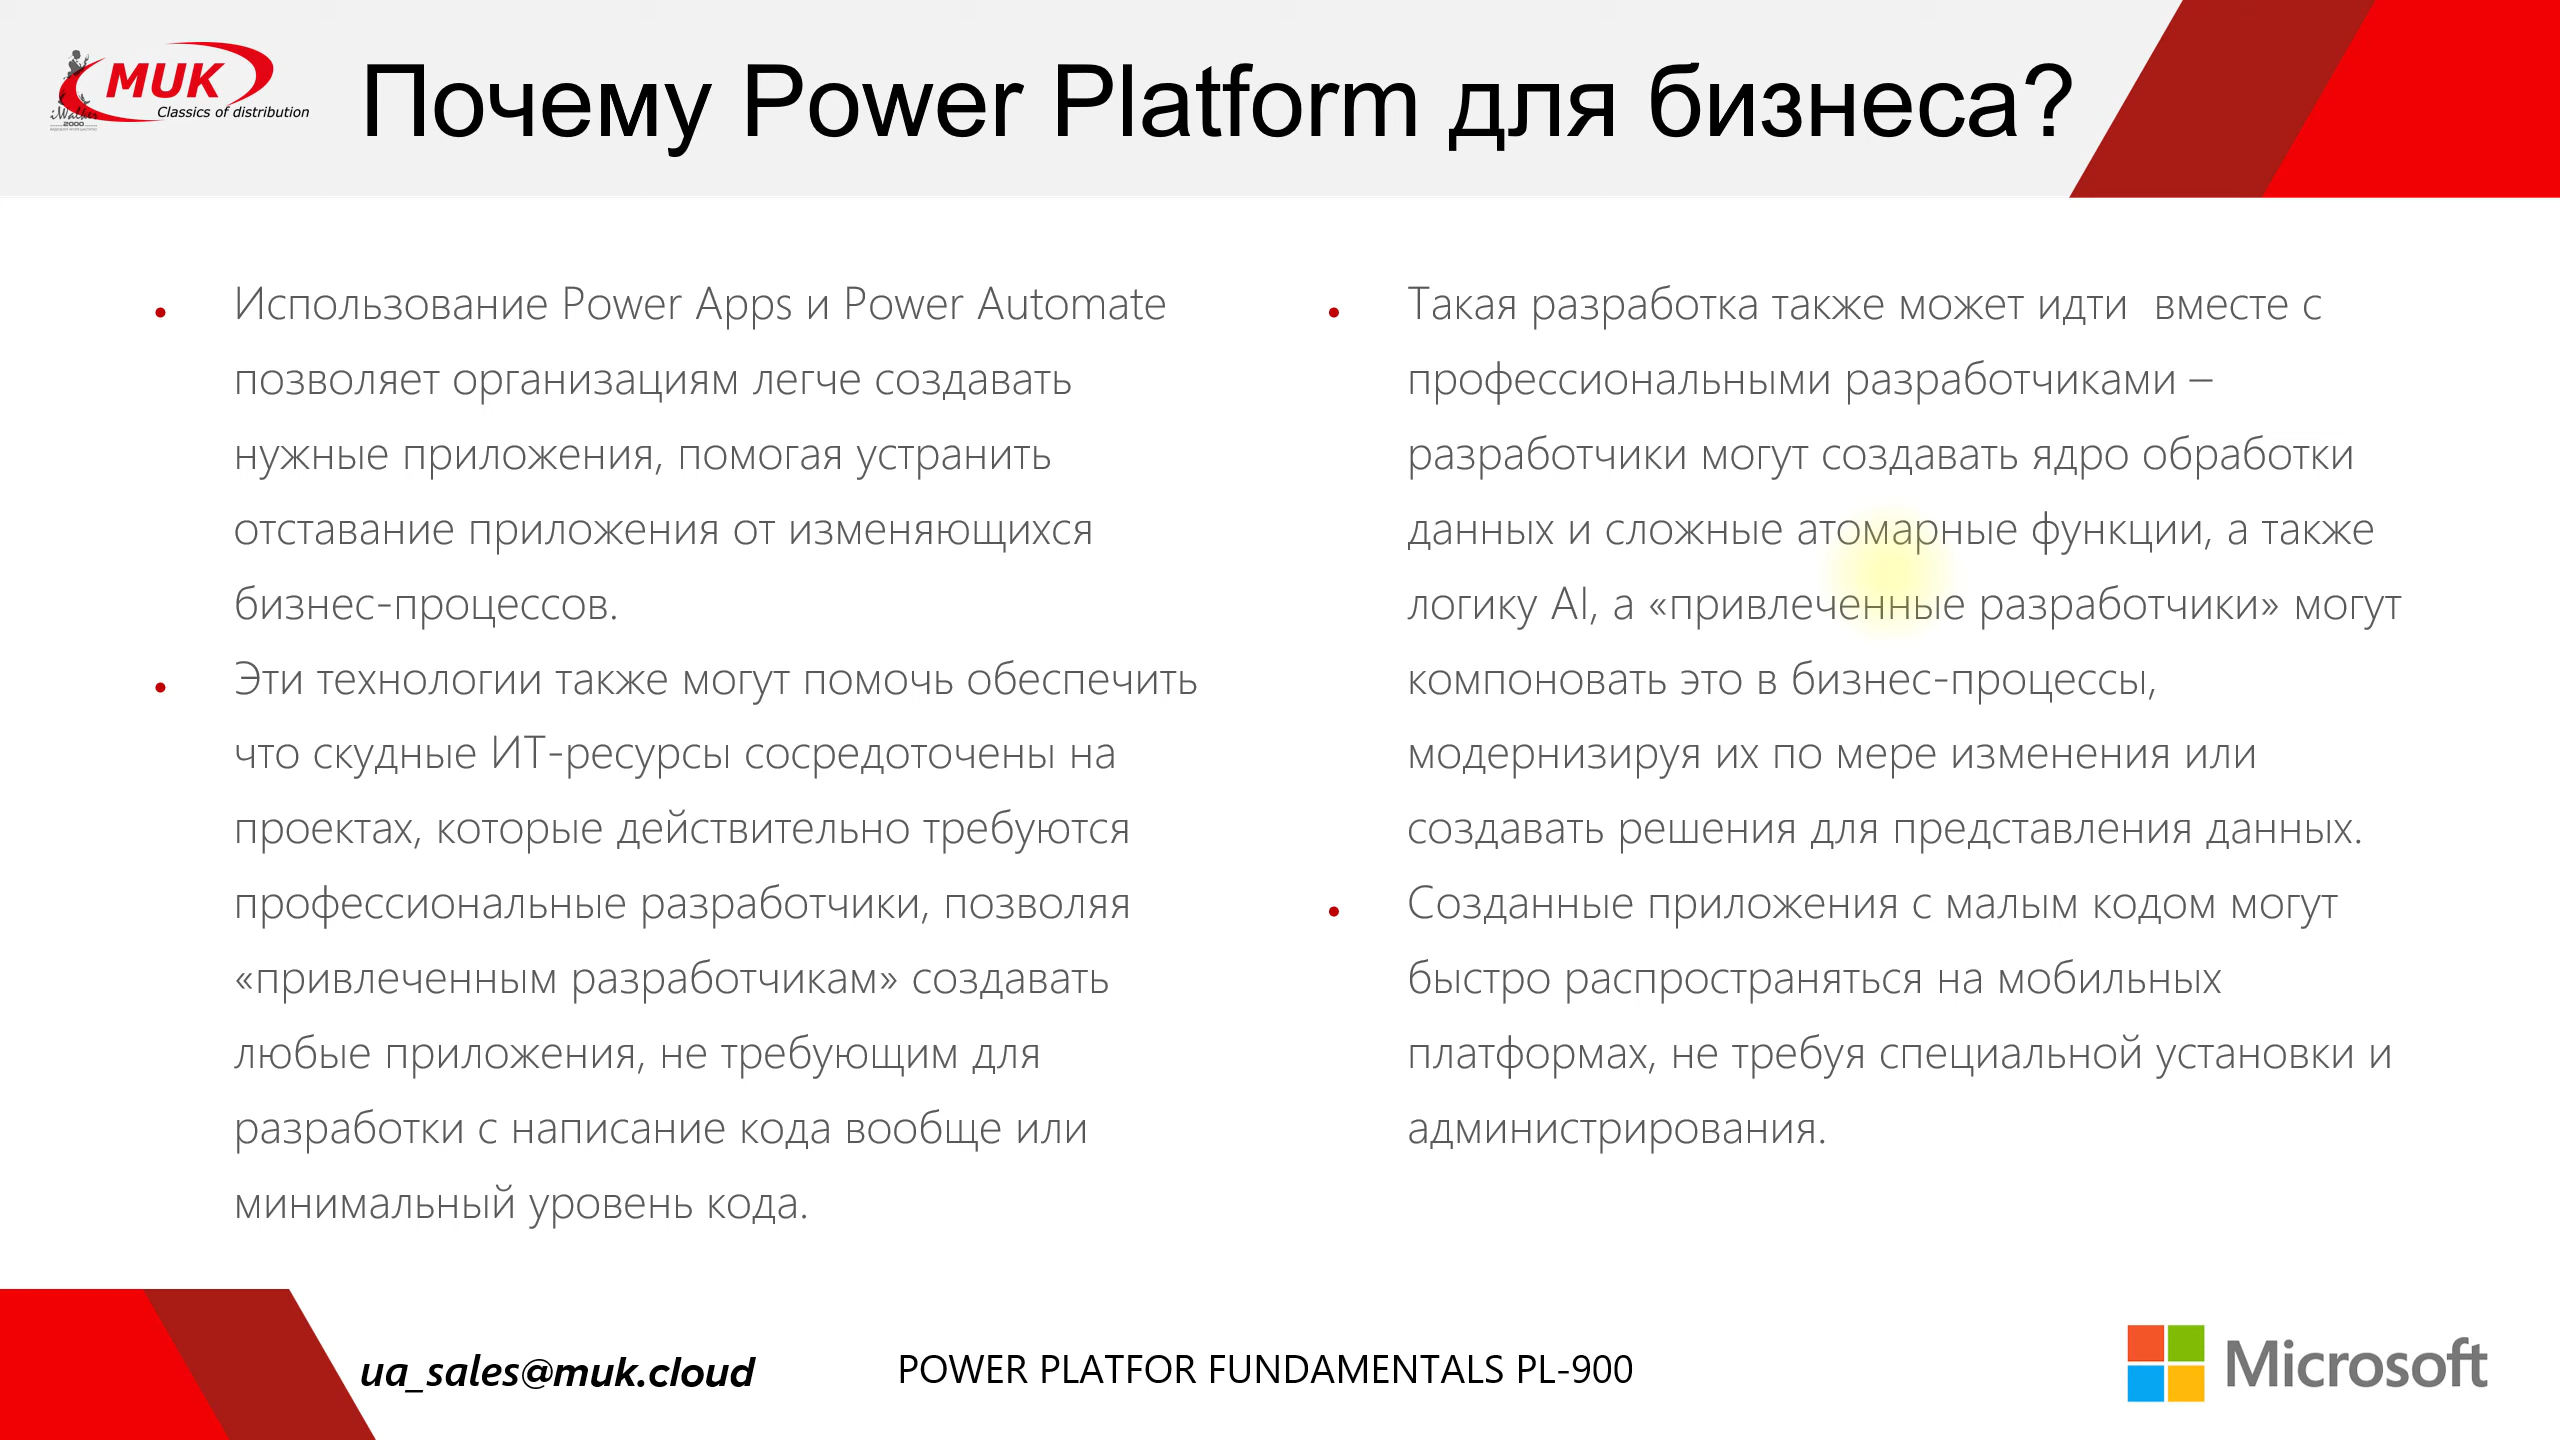 MUK
Classics of distribution
iWalker
2000
Почему Power Platform для бизнеса?
Использование Power Apps и Power Automate
позволяет организациям легче создавать
нужные приложения, помогая устранить
отставание приложения от изменяющихся
бизнес-процессов.
Эти технологии также могут помочь обеспечить
что скудные ИТ-ресурсы сосредоточены на
проектах, которые действительно требуются
профессиональные разработчики, позволяя
«привлеченным разработчикам» создавать
любые приложения, не требующим для
разработки с написание кода вообще или
минимальный уровень кода.
Такая разработка также может идти  вместе с
профессиональными разработчиками –
разработчики могут создавать ядро обработки
данных и сложные атомарные функции, а также
логику AI, а «привлеченные разработчики» могут
компоновать это в бизнес-процессы,
модернизируя их по мере изменения или
создавать решения для представления данных.
Созданные приложения с малым кодом могут
быстро распространяться на мобильных
платформах, не требуя специальной установки и
администрирования.
ua_sales@muk.cloud
POWER PLATFOR FUNDAMENTALS PL-900
Microsoft